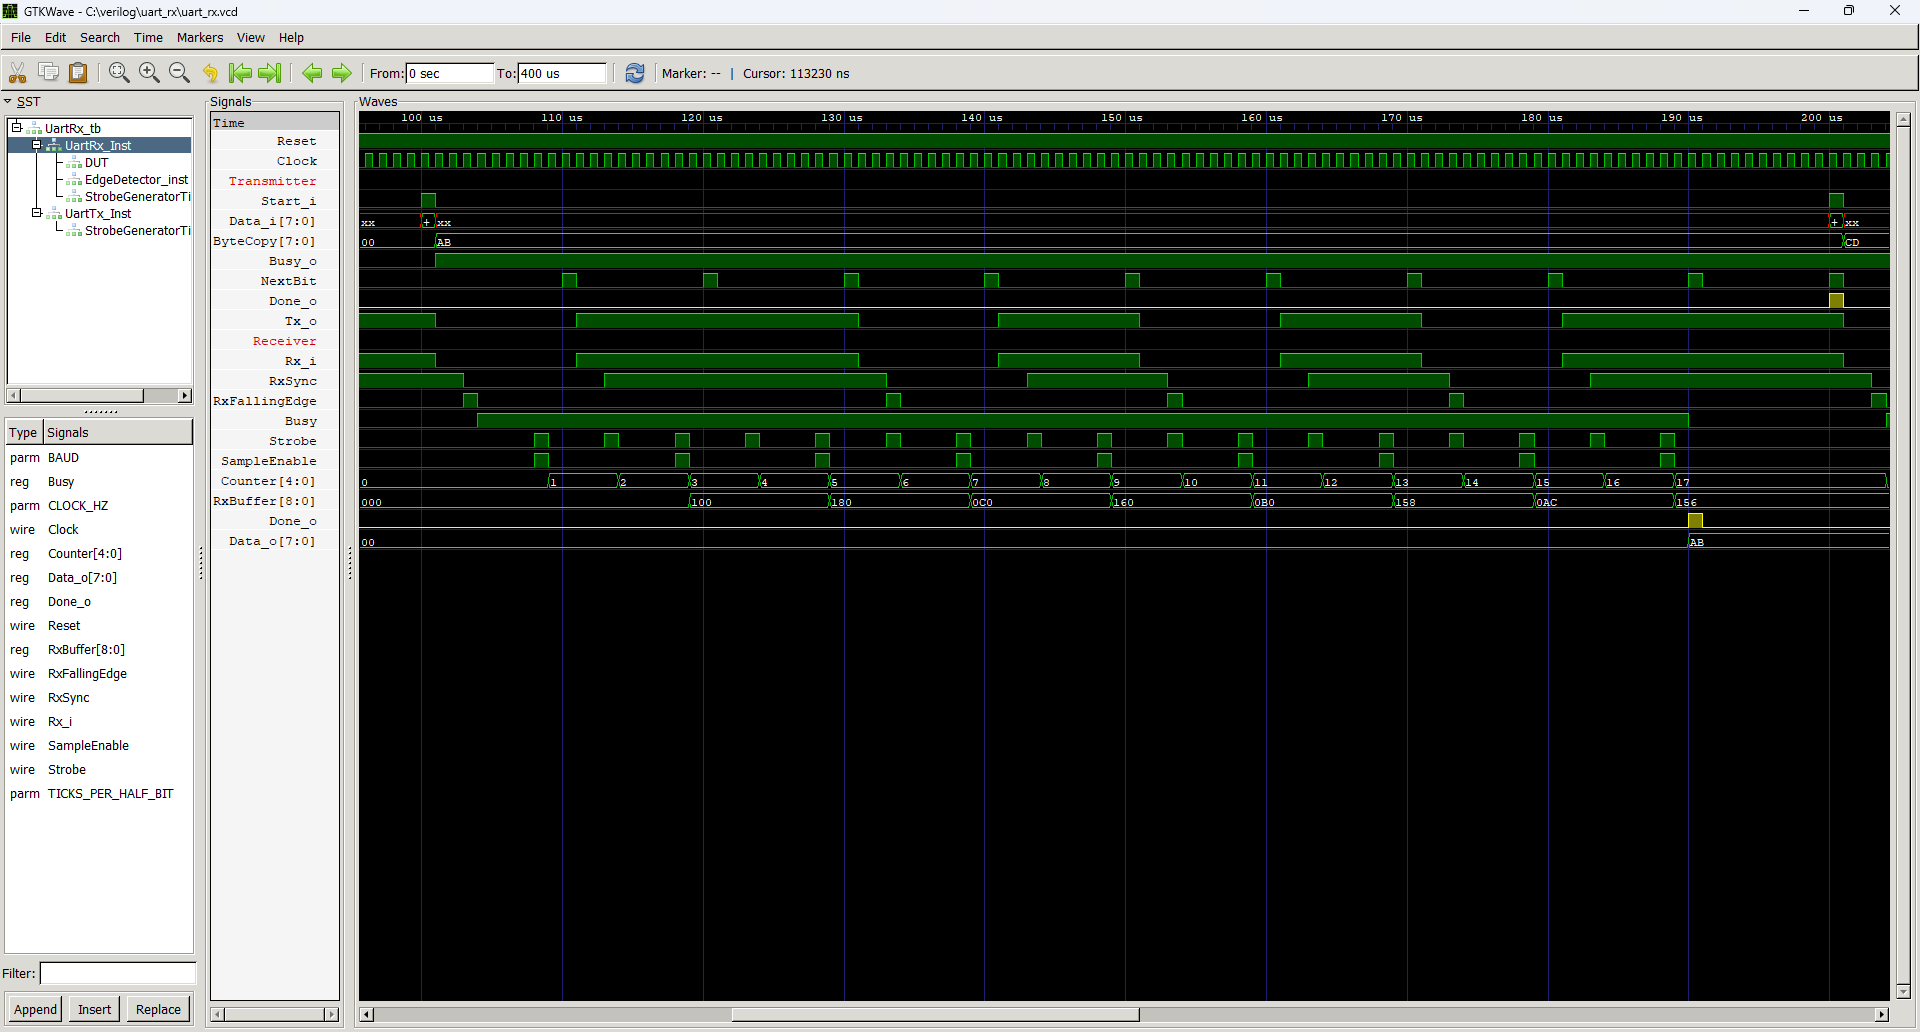 GTKWave - C:\verilog\uart_rx\uart_rx.vcd
File Edit Search Time Markers View Help
From: 0 sec To: 400 us Marker: -- | Cursor: 113230 ns
SST
UartRx_tb
UartRx_Inst
DUT
EdgeDetector_inst
StrobeGeneratorTi
UartTx_Inst
StrobeGeneratorTi
Type Signals
parm BAUD
reg Busy
parm CLOCK_HZ
wire Clock
reg Counter[4:0]
reg Data_o[7:0]
reg Done_o
wire Reset
reg RxBuffer[8:0]
wire RxFallingEdge
wire RxSync
wire Rx_i
wire SampleEnable
wire Strobe
parm TICKS_PER_HALF_BIT
Filter:
Append Insert Replace
Signals
Time
Reset
Clock
Transmitter
Start_i
Data_i[7:0]
ByteCopy[7:0]
Busy_o
NextBit
Done_o
Tx_o
Receiver
Rx_i
RxSync
RxFallingEdge
Busy
Strobe
SampleEnable
Counter[4:0]
RxBuffer[8:0]
Done_o
Data_o[7:0]
Waves
100 us 110 us 120 us 130 us 140 us 150 us 160 us 170 us 180 us 190 us 200 us
xx + xx + xx
00 AB CD
0 1 2 3 4 5 6 7 8 9 10 11 12 13 14 15 16 17
000 100 180 0C0 160 0B0 158 0AC 156
00 AB